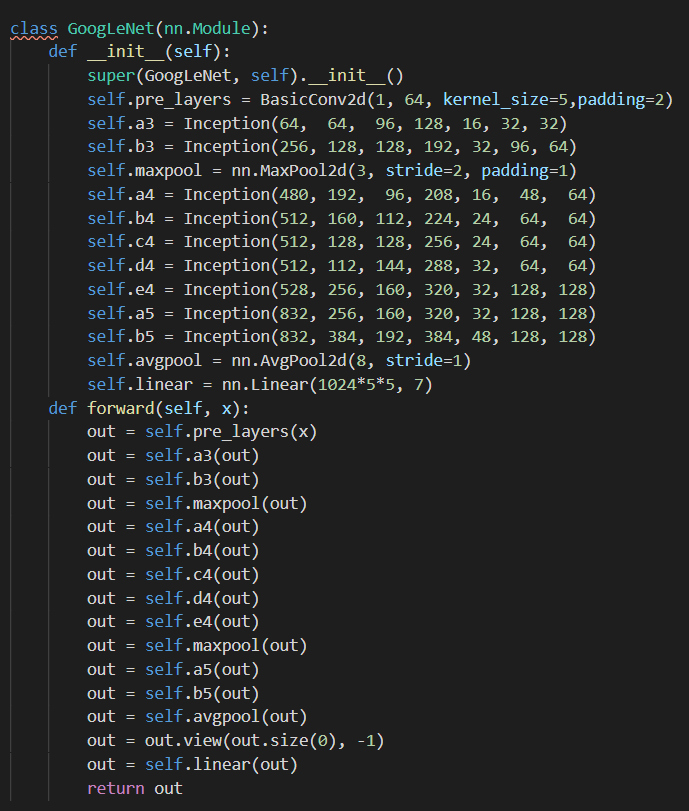 class GoogLeNet(nn.Module):
    def __init__(self):
        super(GoogLeNet, self).__init__()
        self.pre_layers = BasicConv2d(1, 64, kernel_size=5,padding=2)
        self.a3 = Inception(64,  64,  96, 128, 16, 32, 32)
        self.b3 = Inception(256, 128, 128, 192, 32, 96, 64)
        self.maxpool = nn.MaxPool2d(3, stride=2, padding=1)
        self.a4 = Inception(480, 192,  96, 208, 16,  48,  64)
        self.b4 = Inception(512, 160, 112, 224, 24,  64,  64)
        self.c4 = Inception(512, 128, 128, 256, 24,  64,  64)
        self.d4 = Inception(512, 112, 144, 288, 32,  64,  64)
        self.e4 = Inception(528, 256, 160, 320, 32, 128, 128)
        self.a5 = Inception(832, 256, 160, 320, 32, 128, 128)
        self.b5 = Inception(832, 384, 192, 384, 48, 128, 128)
        self.avgpool = nn.AvgPool2d(8, stride=1)
        self.linear = nn.Linear(1024*5*5, 7)
    def forward(self, x):
        out = self.pre_layers(x)
        out = self.a3(out)
        out = self.b3(out)
        out = self.maxpool(out)
        out = self.a4(out)
        out = self.b4(out)
        out = self.c4(out)
        out = self.d4(out)
        out = self.e4(out)
        out = self.maxpool(out)
        out = self.a5(out)
        out = self.b5(out)
        out = self.avgpool(out)
        out = out.view(out.size(0), -1)
        out = self.linear(out)
        return out